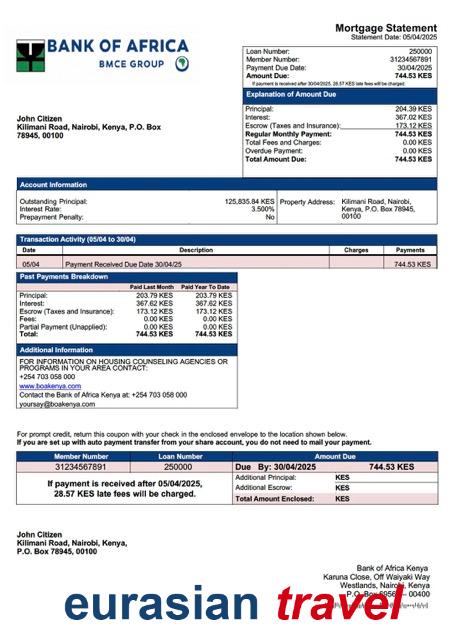 BANK OF AFRICA
BMCE GROUP
Mortgage Statement
Statement Date: 05/04/2025
Loan Number: 250000
Member Number: 31234567891
Payment Due Date: 30/04/2025
Amount Due: 744.53 KES
If payment is received after 30/04/2025, 28.57 KES late fees will be charged.
Explanation of Amount Due
Principal: 204.39 KES
Interest: 367.02 KES
Escrow (Taxes and Insurance): 173.12 KES
Regular Monthly Payment: 744.53 KES
Total Fees and Charges: 0.00 KES
Overdue Payment: 0.00 KES
Total Amount Due: 744.53 KES
John Citizen
Kilimani Road, Nairobi, Kenya, P.O. Box
78945, 00100
Account Information
Outstanding Principal: 125,835.84 KES
Interest Rate: 3.500%
Prepayment Penalty: No
Property Address: Kilimani Road, Nairobi,
Kenya, P.O. Box 78945,
00100
Transaction Activity (05/04 to 30/04)
Date Description Charges Payments
05/04 Payment Received Due Date 30/04/25 744.53 KES
Past Payments Breakdown
Paid Last Month Paid Year To Date
Principal: 203.79 KES 203.79 KES
Interest: 367.62 KES 367.62 KES
Escrow (Taxes and Insurance): 173.12 KES 173.12 KES
Fees: 0.00 KES 0.00 KES
Partial Payment (Unapplied): 0.00 KES 0.00 KES
Total: 744.53 KES 744.53 KES
Additional Information
FOR INFORMATION ON HOUSING COUNSELING AGENCIES OR
PROGRAMS IN YOUR AREA CONTACT:
+254 703 058 000
www.boakenya.com
Contact the Bank of Africa Kenya at: +254 703 058 000
yoursay@boakenya.com
For prompt credit, return this coupon with your check in the enclosed envelope to the location shown below.
If you are set up with auto payment transfer from your share account, you do not need to mail your payment.
Member Number Loan Number Amount Due
31234567891 250000 Due By: 30/04/2025 744.53 KES
If payment is received after 05/04/2025,
28.57 KES late fees will be charged.
Additional Principal: KES
Additional Escrow: KES
Total Amount Enclosed: KES
John Citizen
Kilimani Road, Nairobi, Kenya,
P.O. Box 78945, 00100
Bank of Africa Kenya
Karuna Close, Off Waiyaki Way
Westlands, Nairobi, Kenya
P.O. Box 00400
eurasian travel